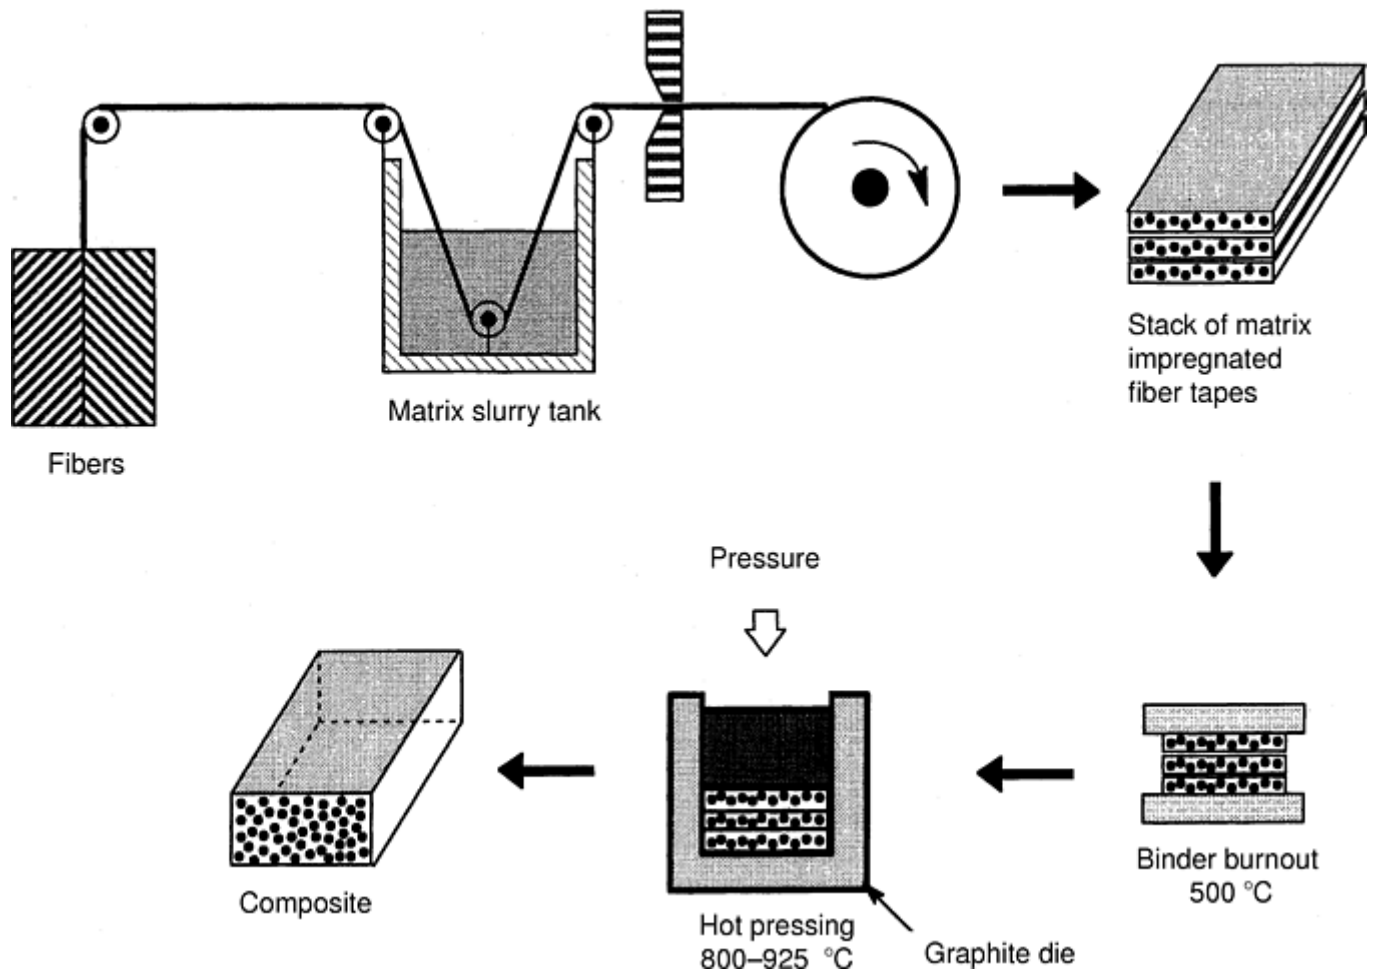 Fibers
Matrix slurry tank
Stack of matrix
impregnated
fiber tapes
Pressure
Binder burnout
500 °C
Hot pressing
800–925 °C
Graphite die
Composite